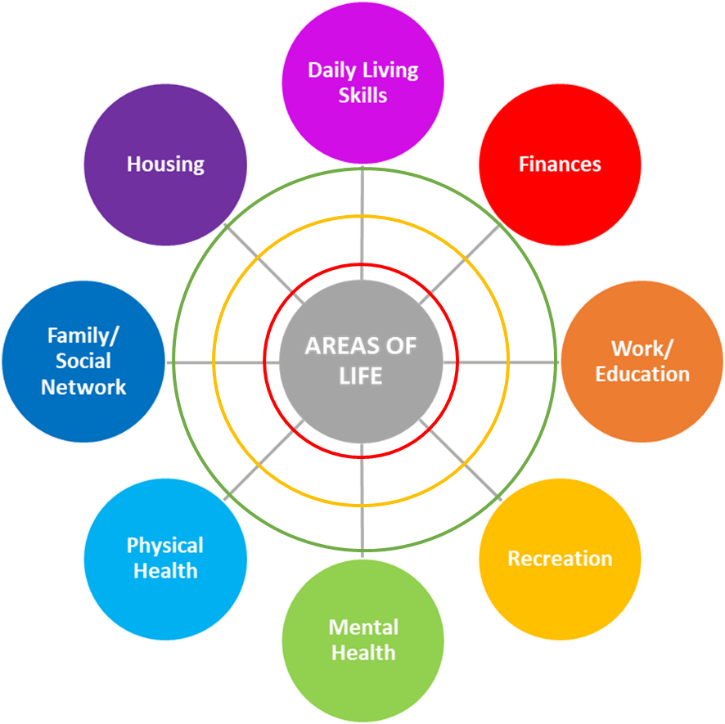 Daily Living
Skills
Finances
Work/
Education
Recreation
Mental
Health
Physical
Health
Family/
Social
Network
Housing
AREAS OF
LIFE